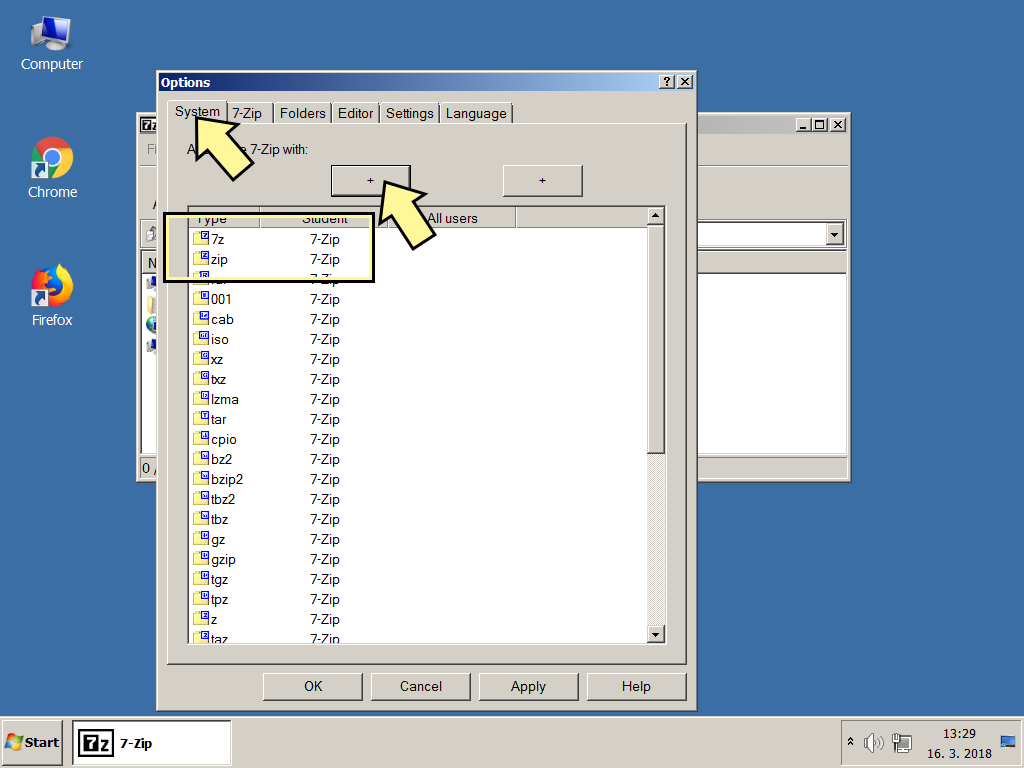 Computer
Chrome
Firefox
Options
System 7-Zip Folders Editor Settings Language
7-Zip with:
+ +
Type Student All users
7z 7-Zip
zip 7-Zip
001 7-Zip
cab 7-Zip
iso 7-Zip
xz 7-Zip
txz 7-Zip
lzma 7-Zip
tar 7-Zip
cpio 7-Zip
bz2 7-Zip
bzip2 7-Zip
tbz2 7-Zip
tbz 7-Zip
gz 7-Zip
gzip 7-Zip
tgz 7-Zip
tpz 7-Zip
z 7-Zip
taz 7-Zip
OK Cancel Apply Help
7z
N
0 /
Start 7z 7-Zip
13:29
16. 3. 2018